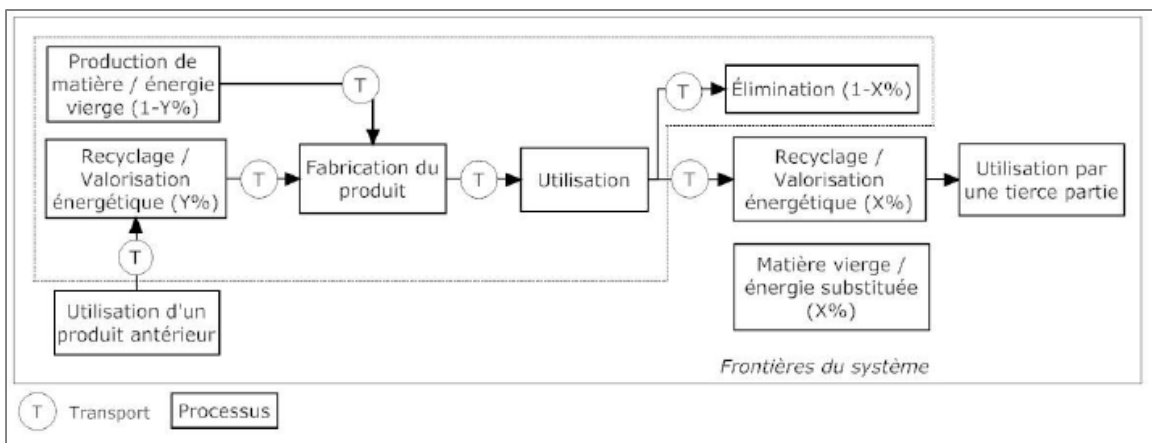 Production de
matière / énergie
vierge (1-Y%)
T
T
Élimination (1-X%)
Recyclage /
Valorisation
énergétique (Y%)
T
Fabrication du
produit
T
Utilisation
T
Recyclage /
Valorisation
énergétique (X%)
Utilisation par
une tierce partie
T
Matière vierge /
énergie substituée
(X%)
Utilisation d'un
produit antérieur
Frontières du système
T Transport Processus